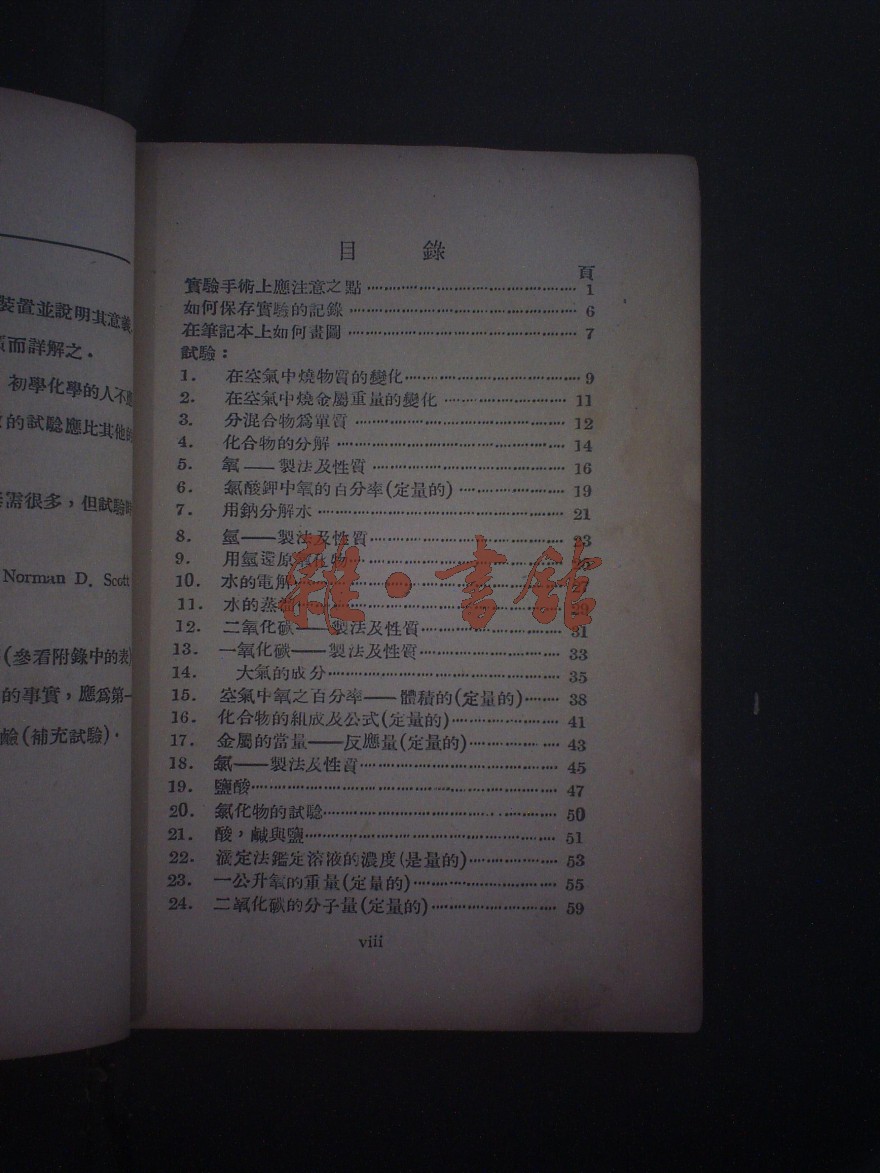 裝置並說明其意義
而詳解之．
初學化學的人不應
的試驗應比其他的
需很多，但試驗時
Norman D. Scott
(參看附錄中的表)
的事實，應爲第一
驗(補充試驗)．
目 錄
頁
實驗手術上應注意之點 1
如何保存實驗的記錄 6
在筆記本上如何畫圖 7
試驗：
1. 在空氣中燒物質的變化 9
2. 在空氣中燒金屬重量的變化 11
3. 分混合物爲單質 12
4. 化合物的分解 14
5. 氧——製法及性質 16
6. 氯酸鉀中氧的百分率(定量的) 19
7. 用鈉分解水 21
8. 氫——製法及性質 23
9. 用氫還原氧化物
10. 水的電解 27
11. 水的蒸 29
12. 二氧化碳——製法及性質 31
13. 一氧化碳——製法及性質 33
14. 大氣的成分 35
15. 空氣中氧之百分率——體積的(定量的) 38
16. 化合物的組成及公式(定量的) 41
17. 金屬的當量——反應量(定量的) 43
18. 氯——製法及性質 45
19. 鹽酸 47
20. 氯化物的試驗 50
21. 酸，鹹與鹽 51
22. 滴定法鑑定溶液的濃度(是量的) 53
23. 一公升氧的重量(定量的) 55
24. 二氧化碳的分子量(定量的) 59
viii
雜·書館